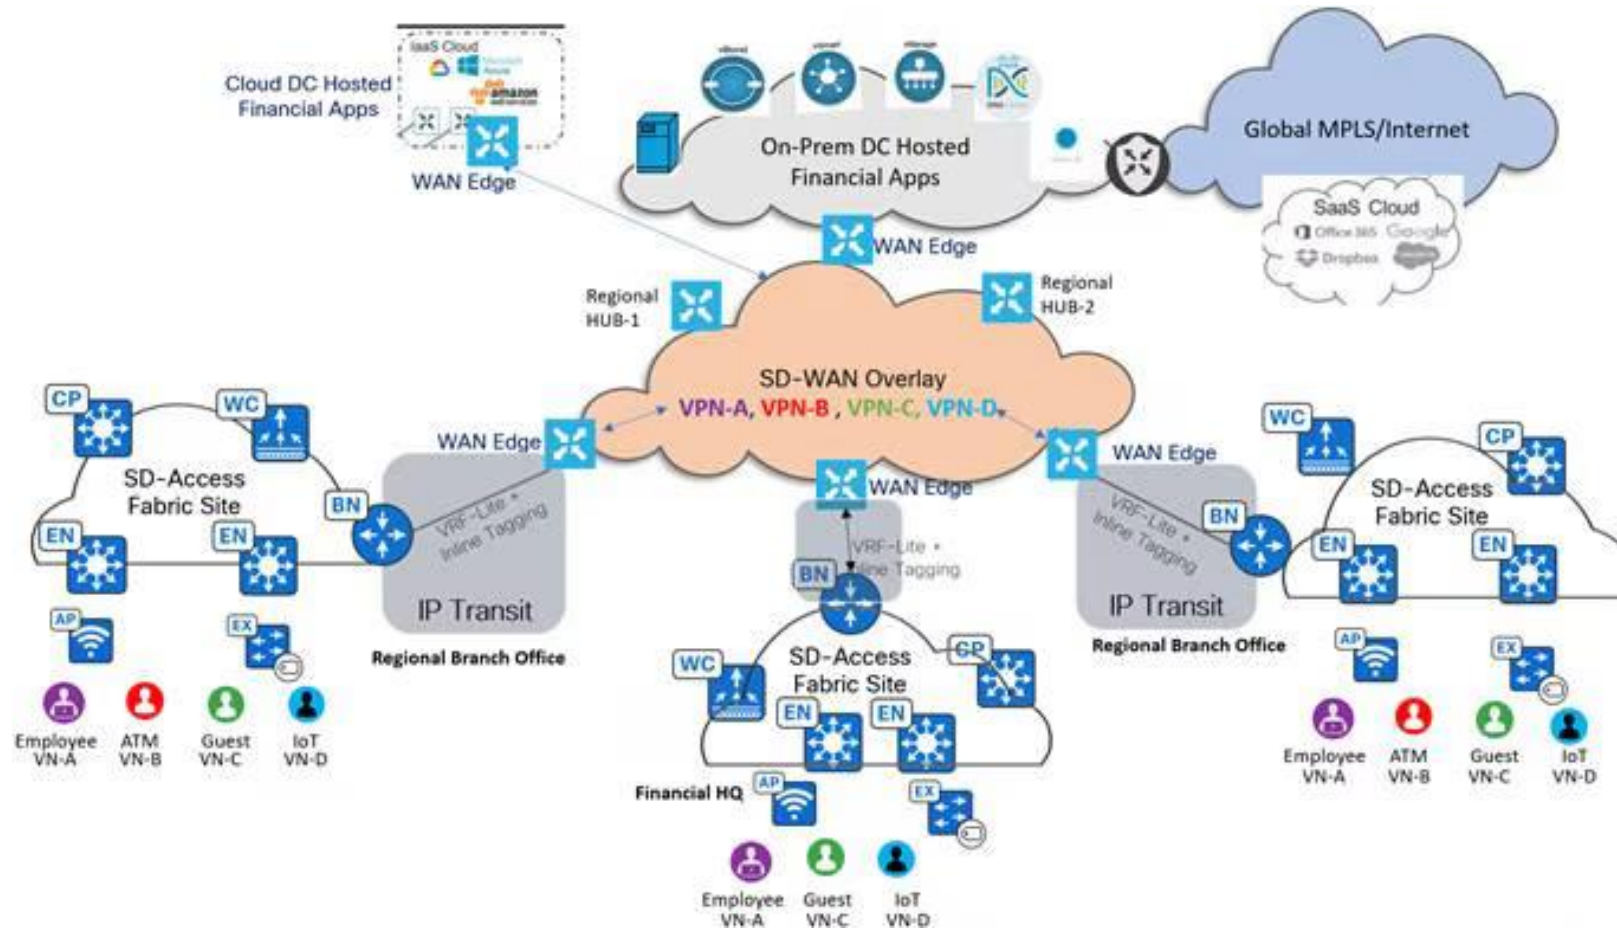 IaaS Cloud
Microsoft
Azure
amazon
webservices
Cloud DC Hosted
Financial Apps
WAN Edge
vBond
vSmart
vManage
On-Prem DC Hosted
Financial Apps
Global MPLS/Internet
SaaS Cloud
Office 365 Google
Dropbox
WAN Edge
Regional
HUB-1
Regional
HUB-2
SD-WAN Overlay
VPN-A, VPN-B , VPN-C, VPN-D
CP
WC
SD-Access
Fabric Site
BN
EN
EN
AP
EX
WAN Edge
VRF-Lite +
Inline Tagging
IP Transit
Regional Branch Office
Employee
VN-A
ATM
VN-B
Guest
VN-C
IoT
VN-D
WAN Edge
VRF-Lite +
Inline Tagging
BN
WC
SD-Access
Fabric Site
CP
EN
EN
Financial HQ
AP
EX
Employee
VN-A
Guest
VN-C
IoT
VN-D
WAN Edge
VRF-Lite +
Inline Tagging
IP Transit
Regional Branch Office
BN
WC
CP
SD-Access
Fabric Site
EN
EN
AP
EX
Employee
VN-A
ATM
VN-B
Guest
VN-C
IoT
VN-D